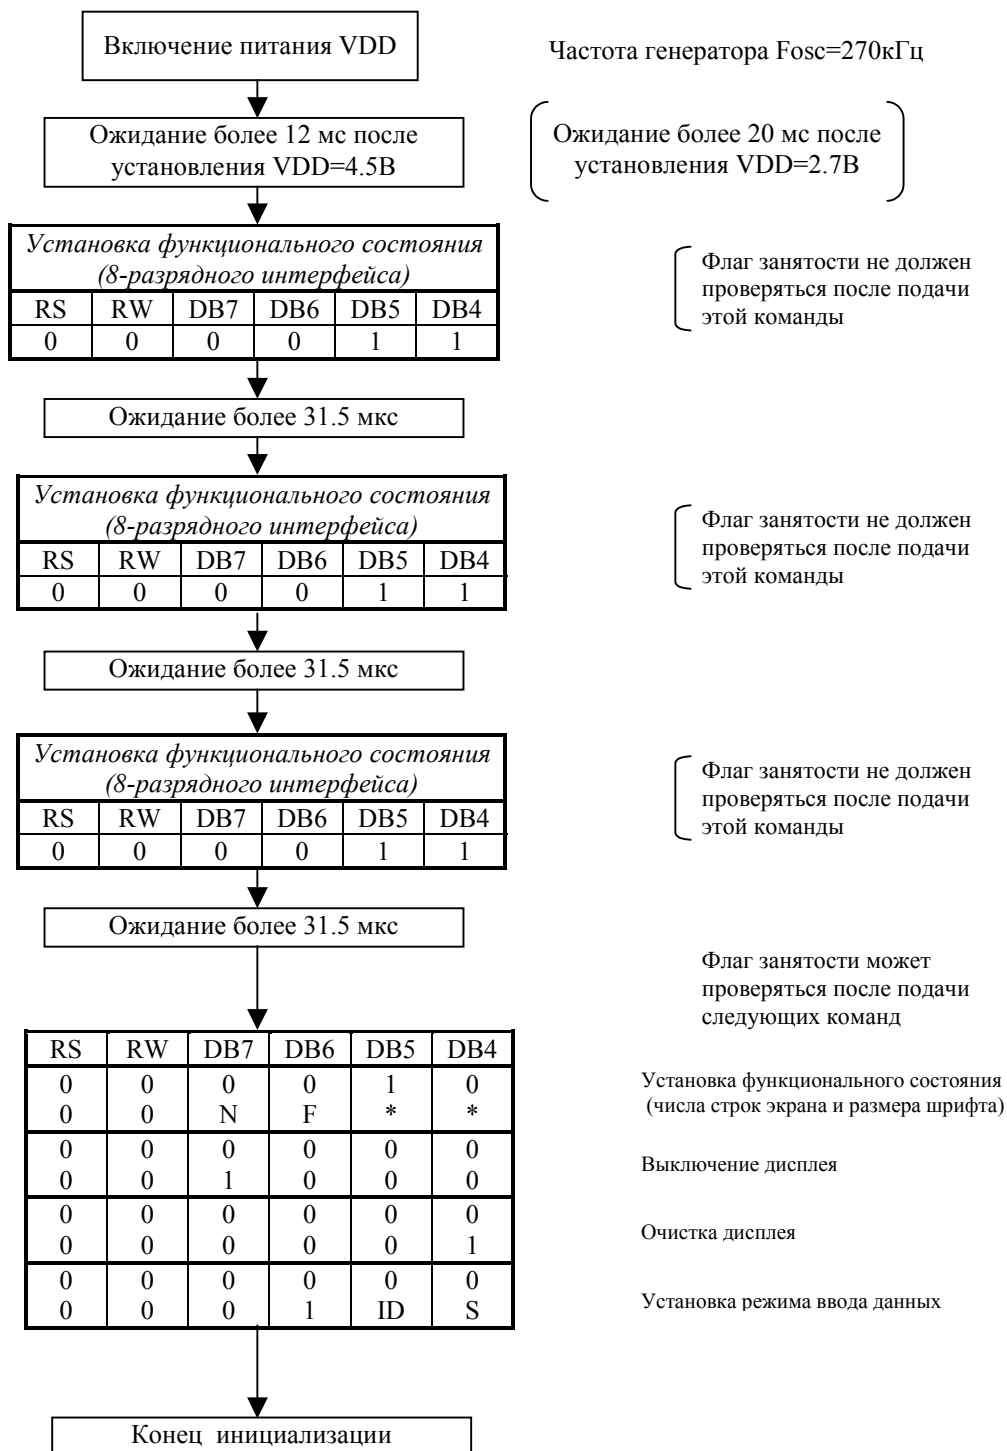 Включение питания VDD
Частота генератора Fosc=270кГц
Ожидание более 12 мс после
установления VDD=4.5В
Ожидание более 20 мс после
установления VDD=2.7В
Установка функционального состояния
(8-разрядного интерфейса)
RS RW DB7 DB6 DB5 DB4
0 0 0 0 1 1
Флаг занятости не должен
проверяться после подачи
этой команды
Ожидание более 31.5 мкс
Установка функционального состояния
(8-разрядного интерфейса)
RS RW DB7 DB6 DB5 DB4
0 0 0 0 1 1
Флаг занятости не должен
проверяться после подачи
этой команды
Ожидание более 31.5 мкс
Установка функционального состояния
(8-разрядного интерфейса)
RS RW DB7 DB6 DB5 DB4
0 0 0 0 1 1
Флаг занятости не должен
проверяться после подачи
этой команды
Ожидание более 31.5 мкс
Флаг занятости может
проверяться после подачи
следующих команд
RS RW DB7 DB6 DB5 DB4
0 0 0 0 1 0
0 0 N F * *
Установка функционального состояния
(числа строк экрана и размера шрифта)
0 0 0 0 0 0
0 0 1 0 0 0
Выключение дисплея
0 0 0 0 0 0
0 0 0 0 0 1
Очистка дисплея
0 0 0 0 0 0
0 0 0 1 ID S
Установка режима ввода данных
Конец инициализации